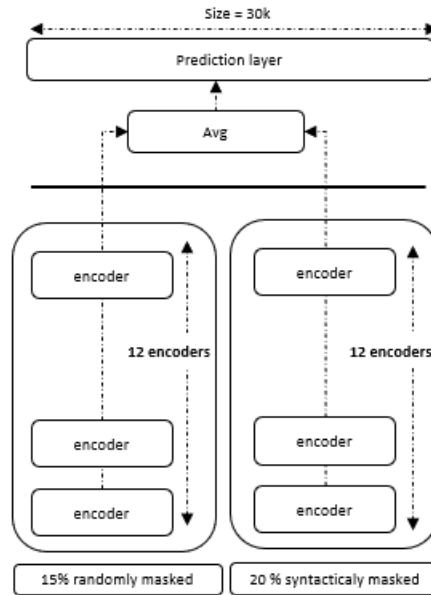 Size = 30k
Prediction layer
Avg
encoder
encoder
12 encoders
12 encoders
encoder
encoder
encoder
encoder
15% randomly masked
20 % syntacticaly masked